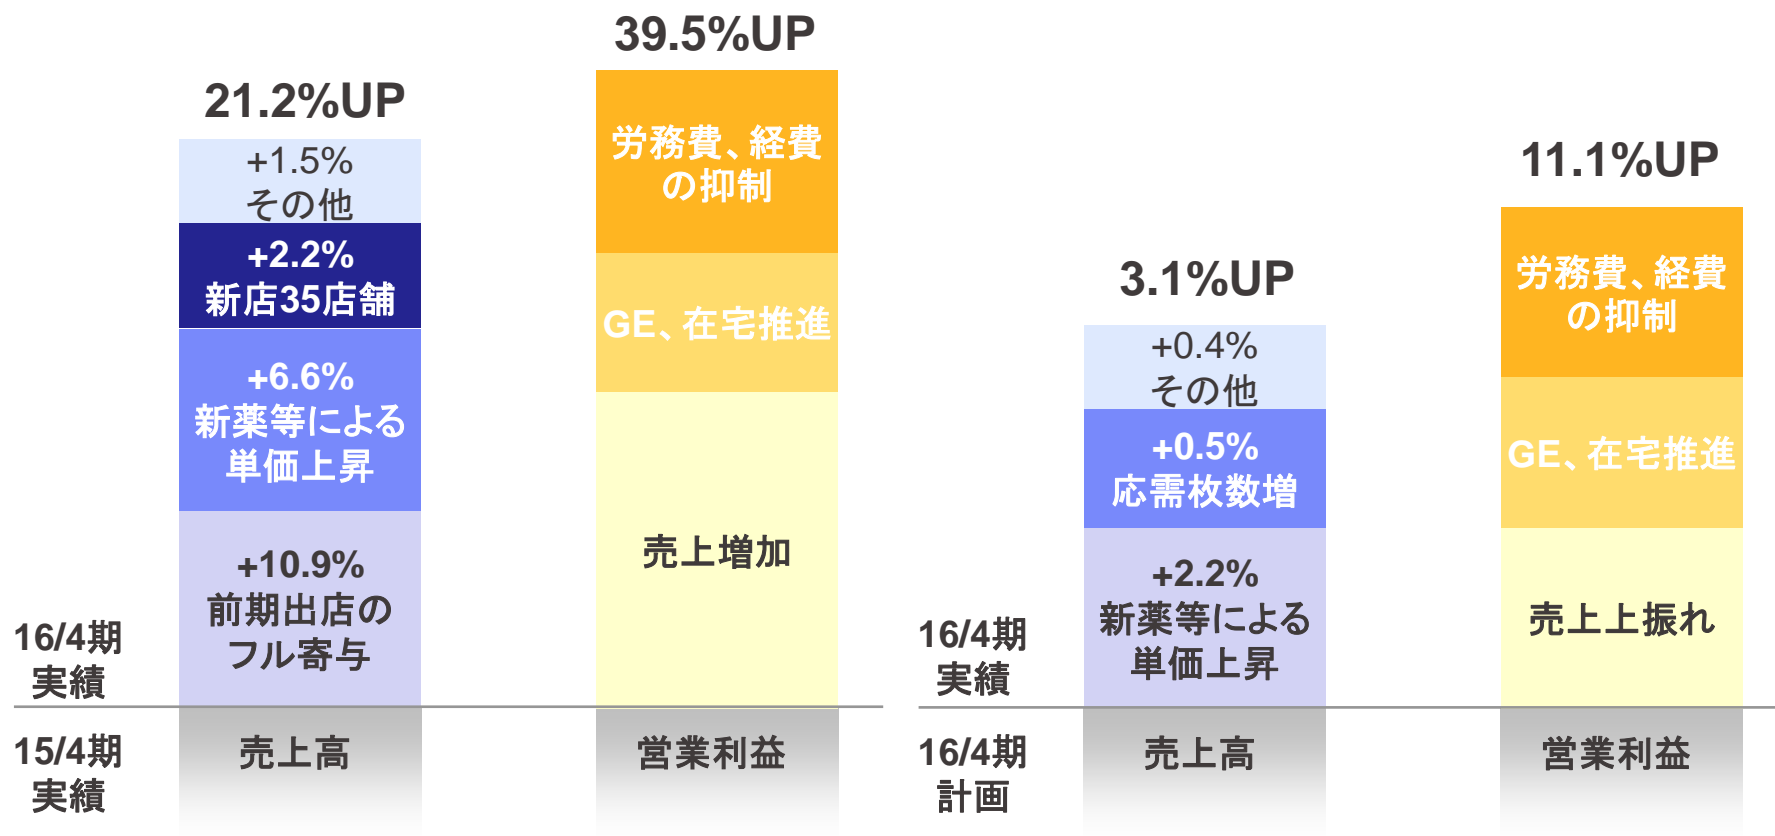 21.2%UP
+1.5%
その他
+2.2%
新店35店舗
+6.6%
新薬等による
単価上昇
+10.9%
前期出店の
フル寄与
39.5%UP
労務費、経費
の抑制
GE、在宅推進
売上増加
16/4期
実績
15/4期
実績
売上高
営業利益
3.1%UP
+0.4%
その他
+0.5%
応需枚数増
+2.2%
新薬等による
単価上昇
11.1%UP
労務費、経費
の抑制
GE、在宅推進
売上上振れ
16/4期
実績
16/4期
計画
売上高
営業利益